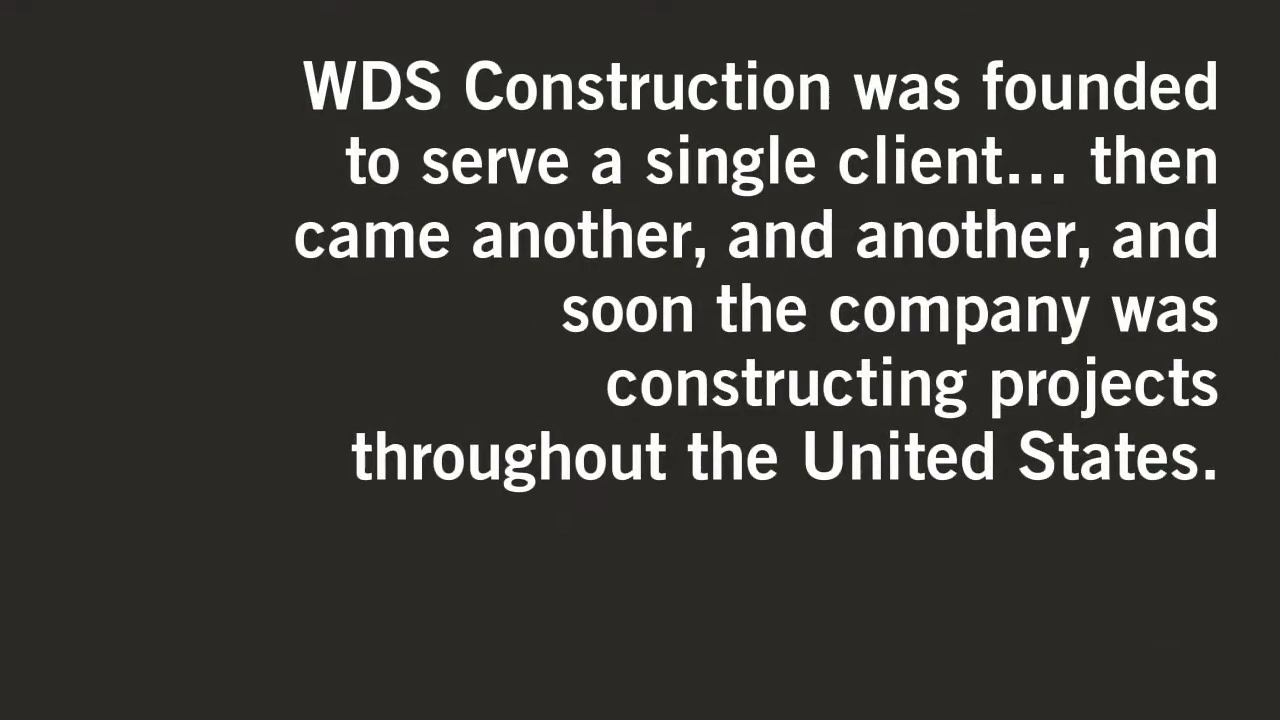 WDS Construction was founded
to serve a single client... then
came another, and another, and
soon the company was
constructing projects
throughout the United States.